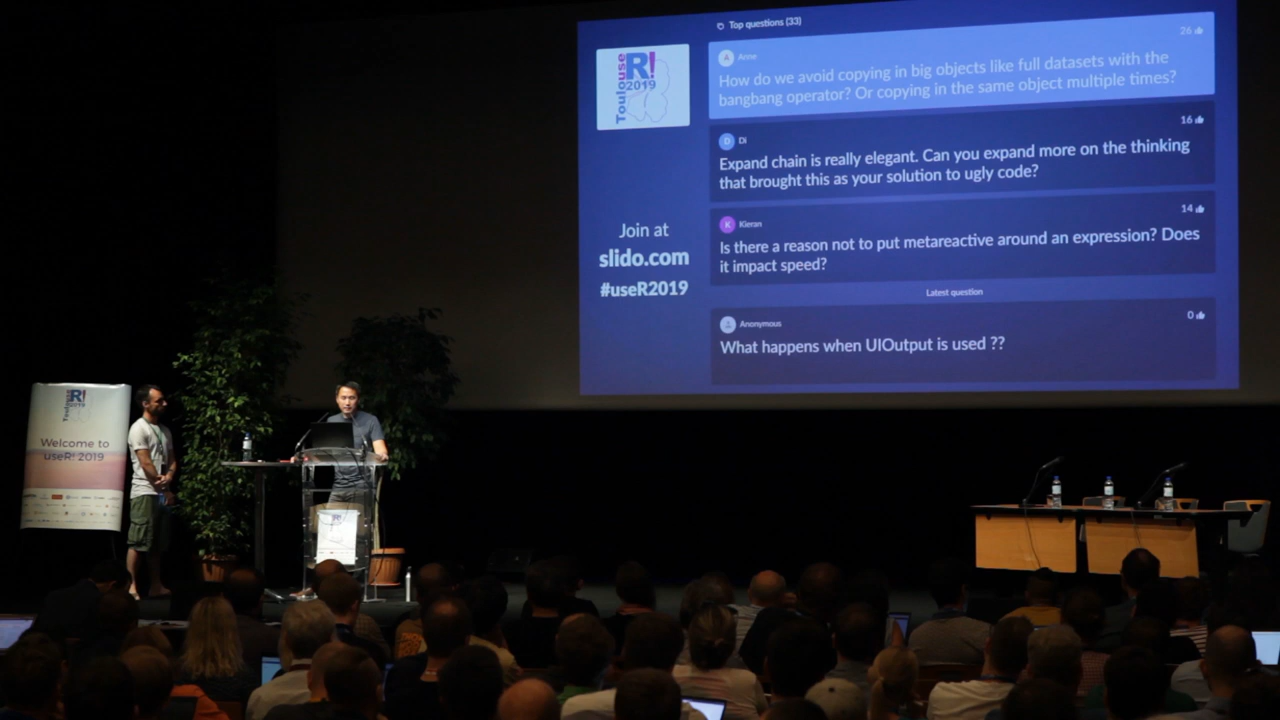 Top questions (33)
26
Anne
How do we avoid copying in big objects like full datasets with the
bangbang operator? Or copying in the same object multiple times?
16
D
Di
Expand chain is really elegant. Can you expand more on the thinking
that brought this as your solution to ugly code?
14
K
Kieran
Is there a reason not to put metareactive around an expression? Does
it impact speed?
Latest question
0
Anonymous
What happens when UIOutput is used ??
Toulouse
R!
2019
Join at
slido.com
#useR2019
Toulouse
R!
2019
Welcome to
useR! 2019